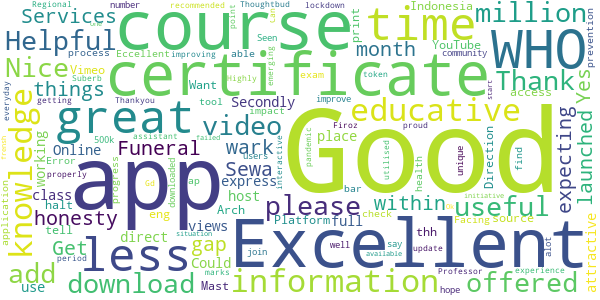 Regional
number
recommended
Thoughtbud
lockdown
Indonesia
Services
course
time
million
Helpful
WHO
process
Eccellent
improving
able
Seen
point
print
month
YouTube
community
prevention
Nice
Vimeo
Suberb
certificate
Thank
Yes
everyday
things
Want
Highly
emerging
exam
token
access
getting
Thankyou
Secondly
improve
start
knowledge
great
tool
impact
Firoz
proud
educative
launched
500k
assistant
failed
video
place
Good
expecting
working
Online
Funeral
wark
users
interactive
pandemic
utilised
unique
Direction
find
Error
properly
app
Sewa
bar
health
class
progress
downloaded
ap
express
please
within
useful
application
halt
honesty
eng
Gd
host
Arch
Platform
full
check
Facing
source
attractive
tell
views
thh
alot
Get
direct
gap
Could
join
Excellent
well
say
update
available
initiative
period
less
situation
add
use
download
Mast
marks
information
hope
Professor
offered
experience